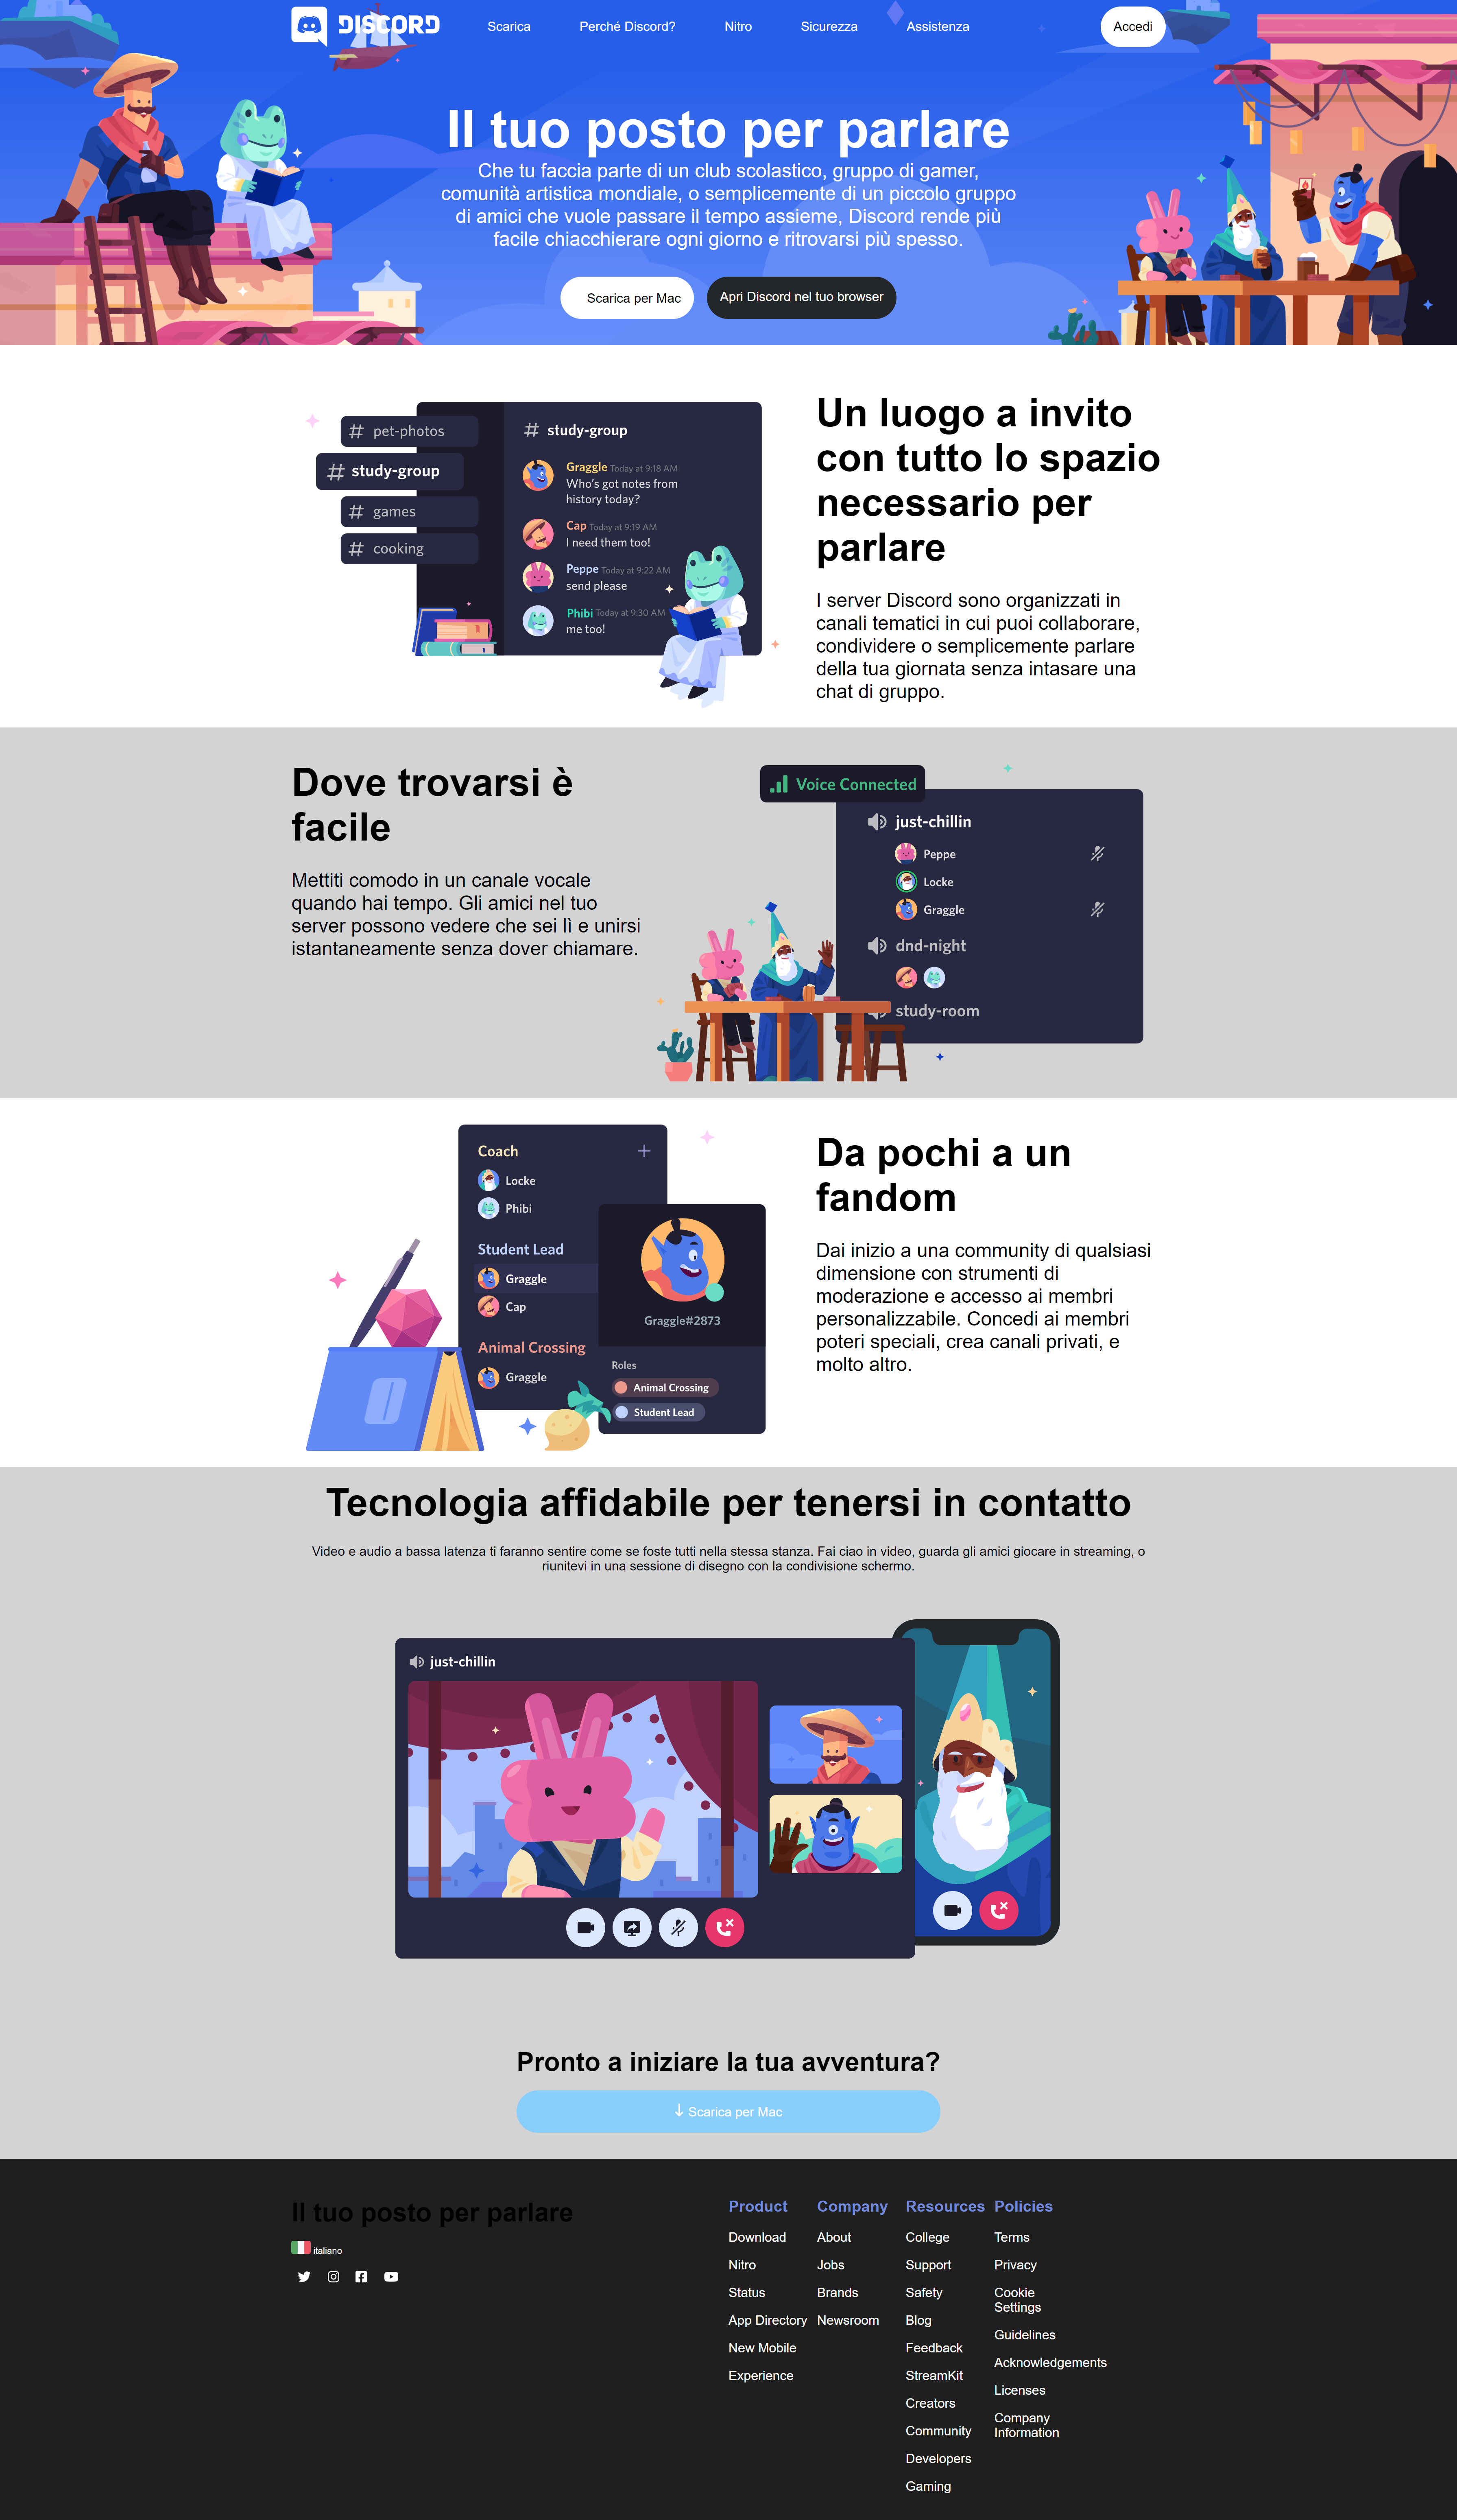 DISCORD
Scarica
Perché Discord?
Nitro
Sicurezza
Assistenza
Accedi
Il tuo posto per parlare
Che tu faccia parte di un club scolastico, gruppo di gamer,
comunità artistica mondiale, o semplicemente di un piccolo gruppo
di amici che vuole passare il tempo assieme, Discord rende più
facile chiacchierare ogni giorno e ritrovarsi più spesso.
Scarica per Mac
Apri Discord nel tuo browser
# pet-photos
# study-group
# games
# cooking
# study-group
Graggle Today at 9:18 AM
Who's got notes from
history today?
Cap Today at 9:19 AM
I need them too!
Peppe Today at 9:22 AM
send please
Phibi Today at 9:30 AM
me too!
Un luogo a invito
con tutto lo spazio
necessario per
parlare
I server Discord sono organizzati in
canali tematici in cui puoi collaborare,
condividere o semplicemente parlare
della tua giornata senza intasare una
chat di gruppo.
Dove trovarsi è
facile
Mettiti comodo in un canale vocale
quando hai tempo. Gli amici nel tuo
server possono vedere che sei lì e unirsi
istantaneamente senza dover chiamare.
Voice Connected
just-chillin
Peppe
Locke
Graggle
dnd-night
study-room
Coach
Locke
Phibi
Student Lead
Graggle
Cap
Animal Crossing
Graggle
Graggle#2873
Roles
Animal Crossing
Student Lead
Da pochi a un
fandom
Dai inizio a una community di qualsiasi
dimensione con strumenti di
moderazione e accesso ai membri
personalizzabile. Concedi ai membri
poteri speciali, crea canali privati, e
molto altro.
Tecnologia affidabile per tenersi in contatto
Video e audio a bassa latenza ti faranno sentire come se foste tutti nella stessa stanza. Fai ciao in video, guarda gli amici giocare in streaming, o
riunitevi in una sessione di disegno con la condivisione schermo.
just-chillin
Pronto a iniziare la tua avventura?
Scarica per Mac
Il tuo posto per parlare
italiano
Product
Download
Nitro
Status
App Directory
New Mobile
Experience
Company
About
Jobs
Brands
Newsroom
Resources
College
Support
Safety
Blog
Feedback
StreamKit
Creators
Community
Developers
Gaming
Policies
Terms
Privacy
Cookie
Settings
Guidelines
Acknowledgements
Licenses
Company
Information